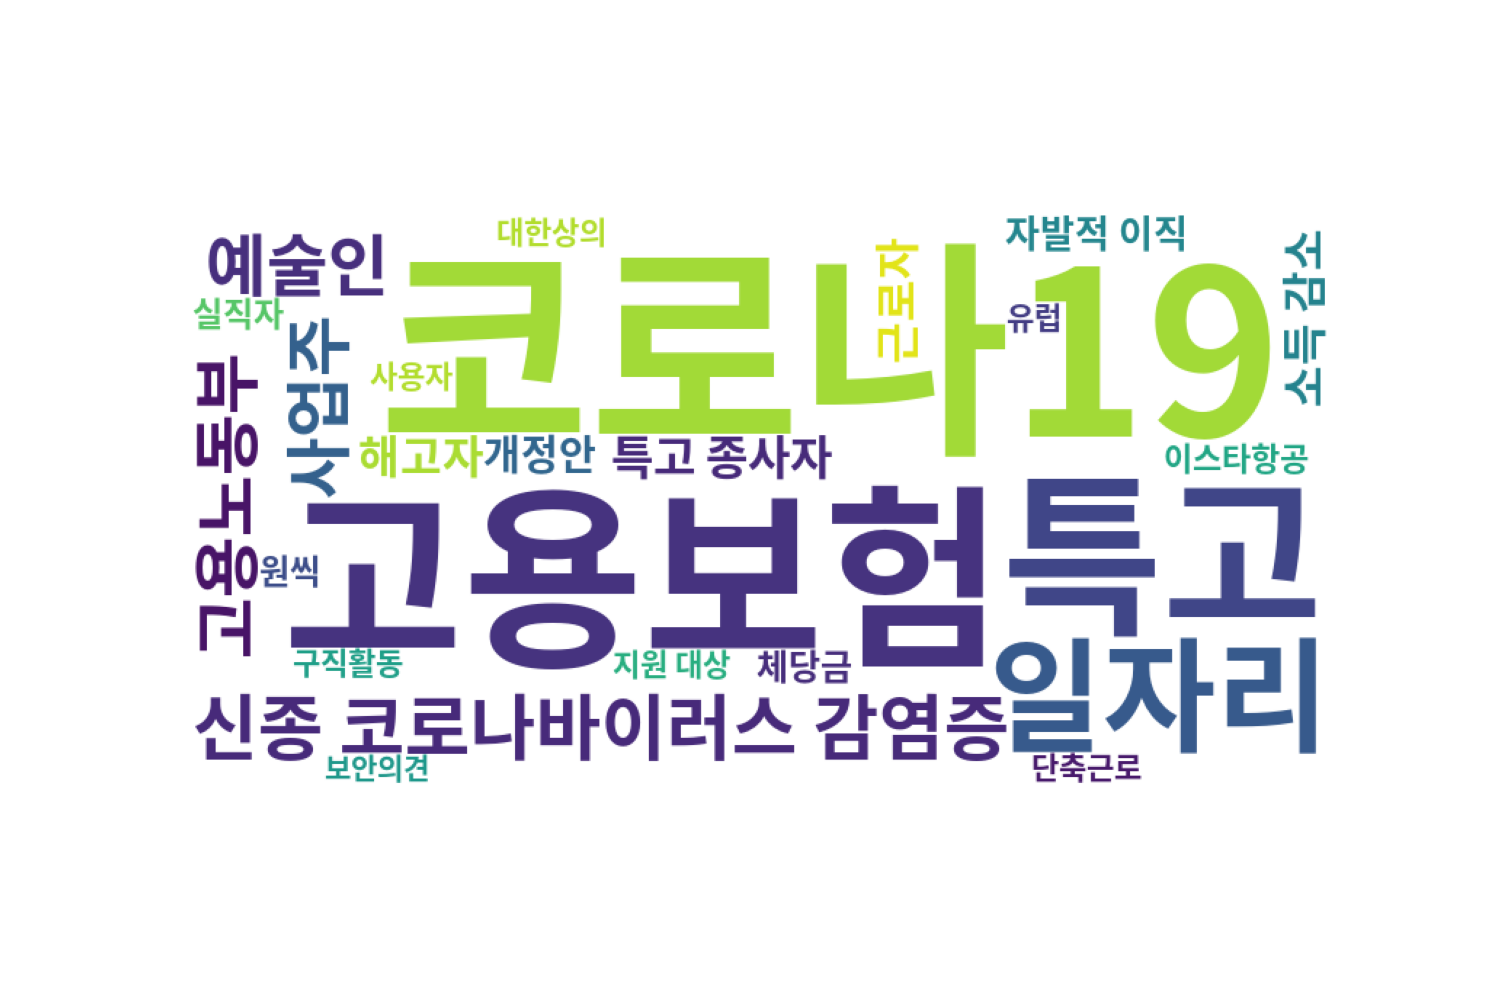 대한상의
자발적 이직
예술인
코로나19
근로자
소득 감소
실직자
유럽
사업주
사용자
고용노동부
해고자
개정안
특고 종사자
이스타항공
고용보험
특고
원씩
구직활동
지원 대상
체당금
일자리
신종 코로나바이러스 감염증
보안의견
단축근로